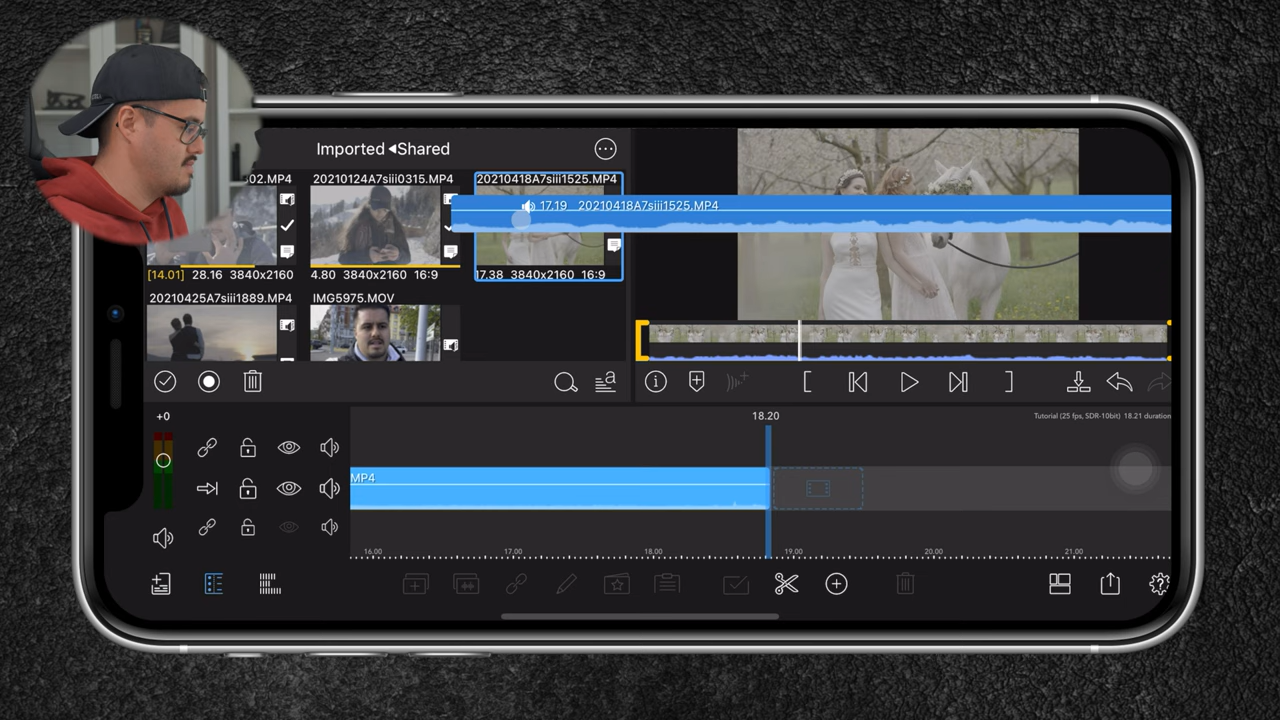 Imported ◀Shared
02.MP4
20210124A7siii0315.MP4
20210418A7siii1525.MP4
17.19 20210418A7siii1525.MP4
[14.01] 28.16 3840x2160
4.80 3840x2160 16:9
17.38 3840x2160 16:9
20210425A7siii1889.MP4
IMG5975.MOV
+0
18.20
Tutorial (25 fps, SDR-10bit) 18.21 duration
MP4
16.00
17.00
18.00
19.00
20.00
21.00